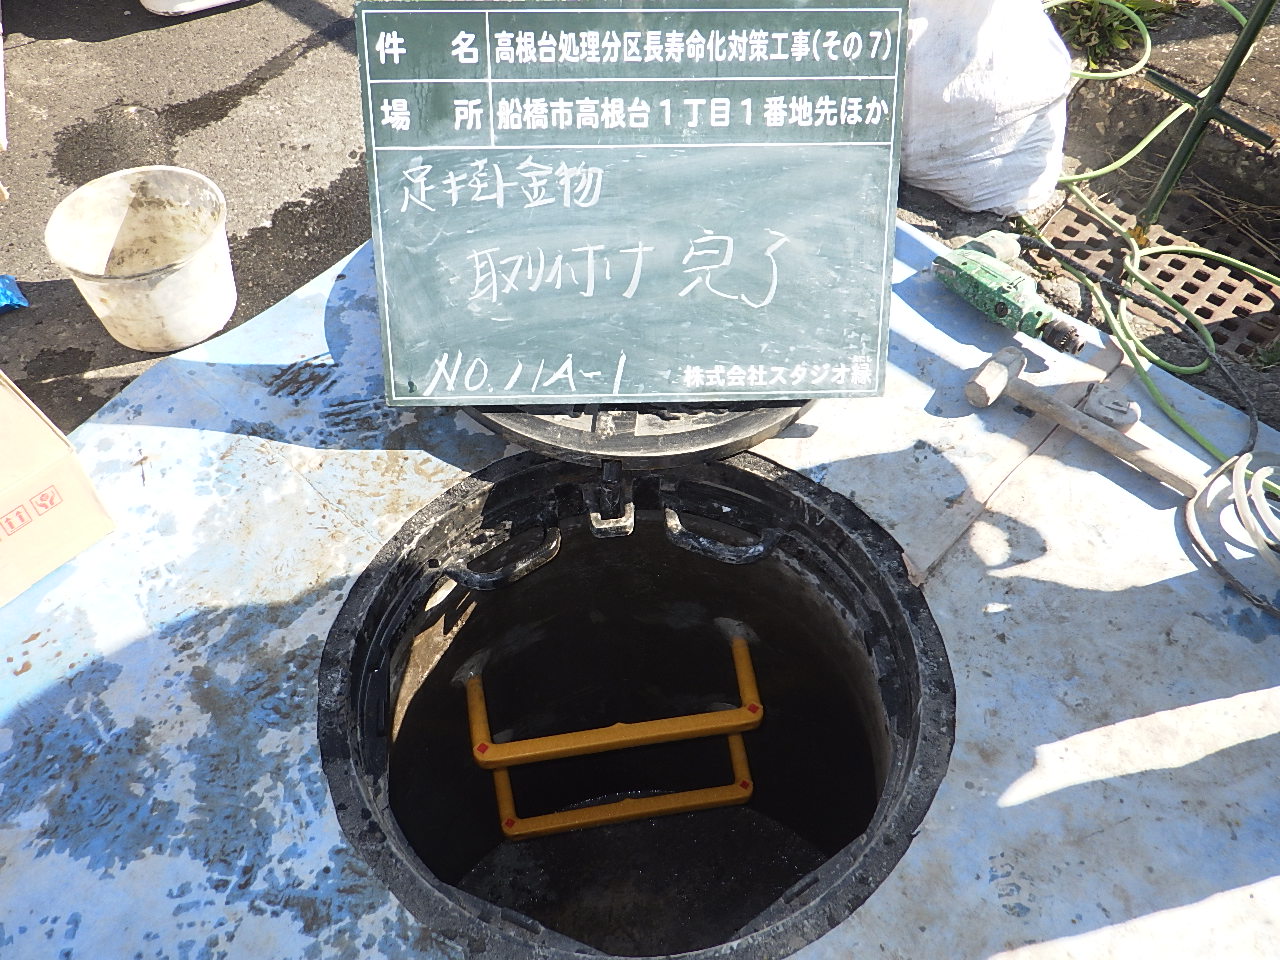 件名 高根台処理分区長寿命化対策工事(その7)
場所 船橋市高根台1丁目1番地先ほか
足掛金物
取り付け 完了
NO.11A-1
株式会社スタジオ緑